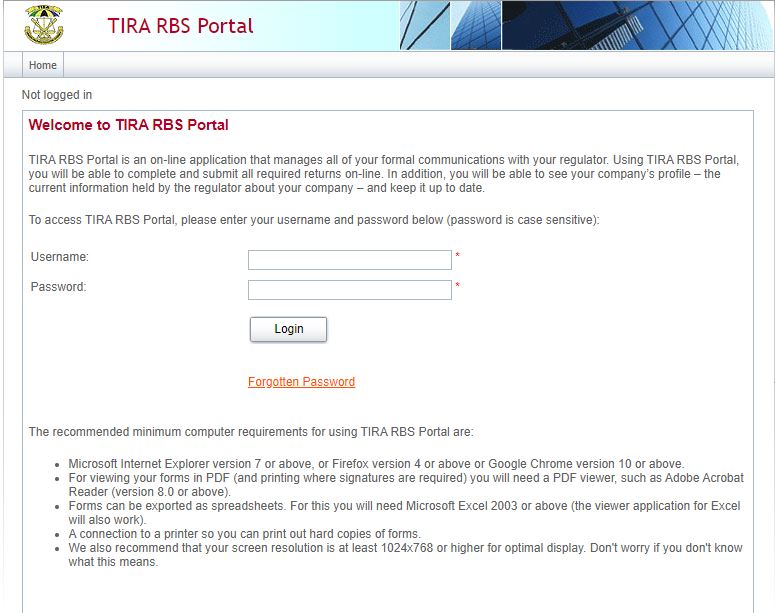 TIRA RBS Portal
Home
Not logged in
Welcome to TIRA RBS Portal
TIRA RBS Portal is an on-line application that manages all of your formal communications with your regulator. Using TIRA RBS Portal,
you will be able to complete and submit all required returns on-line. In addition, you will be able to see your company's profile – the
current information held by the regulator about your company – and keep it up to date.
To access TIRA RBS Portal, please enter your username and password below (password is case sensitive):
Username: *
Password: *
Login
Forgotten Password
The recommended minimum computer requirements for using TIRA RBS Portal are:
• Microsoft Internet Explorer version 7 or above, or Firefox version 4 or above or Google Chrome version 10 or above.
• For viewing your forms in PDF (and printing where signatures are required) you will need a PDF viewer, such as Adobe Acrobat
Reader (version 8.0 or above).
• Forms can be exported as spreadsheets. For this you will need Microsoft Excel 2003 or above (the viewer application for Excel
will also work).
• A connection to a printer so you can print out hard copies of forms.
• We also recommend that your screen resolution is at least 1024x768 or higher for optimal display. Don't worry if you don't know
what this means.